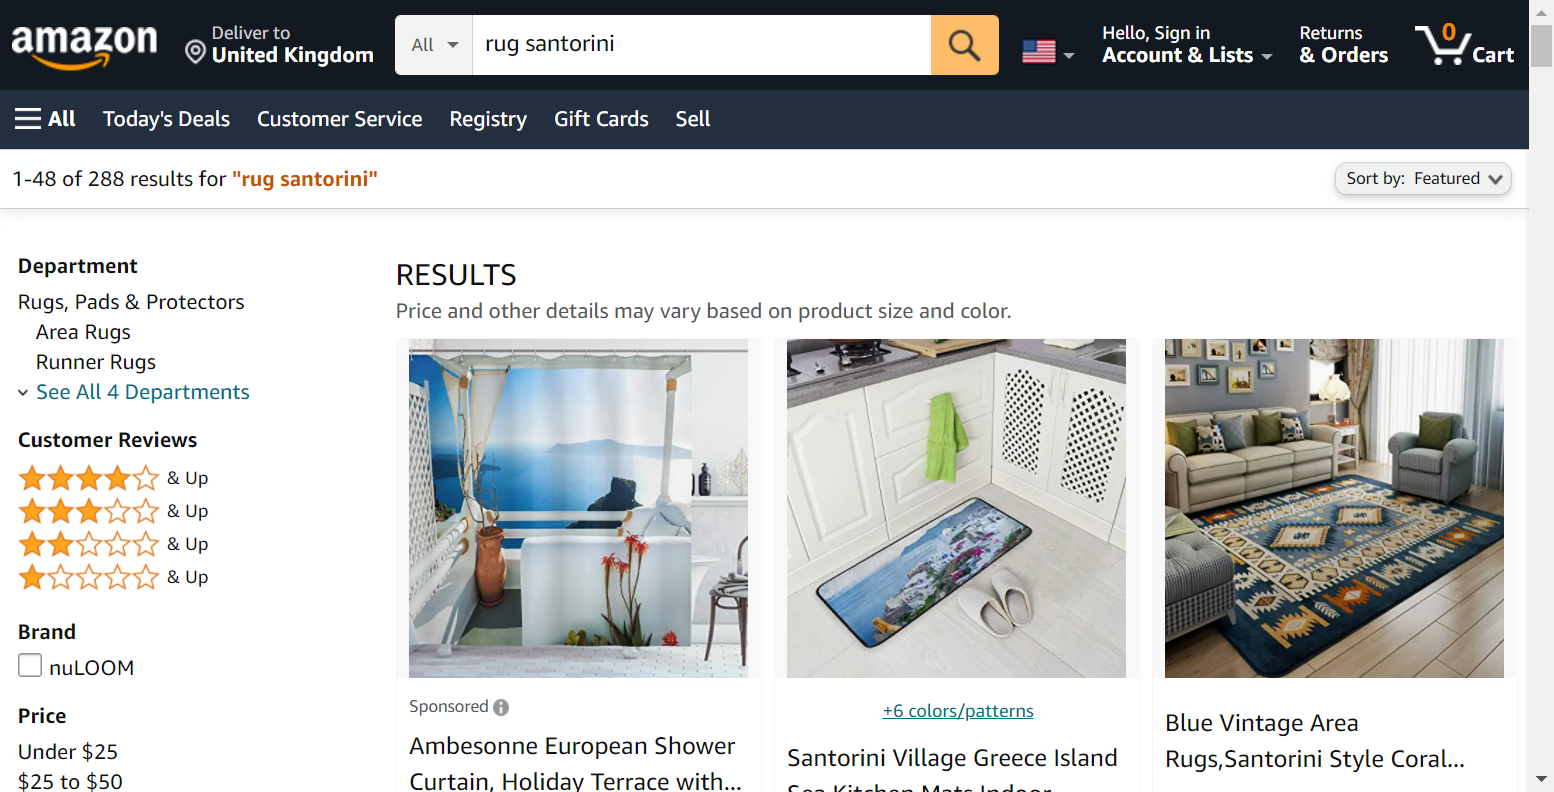 amazon
Deliver to
United Kingdom
All
rug santorini
Hello, Sign in
Account & Lists
Returns
& Orders
0
Cart
All
Today's Deals
Customer Service
Registry
Gift Cards
Sell
1-48 of 288 results for "rug santorini"
Sort by: Featured
Department
Rugs, Pads & Protectors
Area Rugs
Runner Rugs
See All 4 Departments
Customer Reviews
& Up
& Up
& Up
& Up
Brand
nuLOOM
Price
Under $25
$25 to $50
RESULTS
Price and other details may vary based on product size and color.
Sponsored
Ambesonne European Shower
Curtain, Holiday Terrace with...
+6 colors/patterns
Santorini Village Greece Island
Sea Kitchen Mats Indoor
Blue Vintage Area
Rugs,Santorini Style Coral...